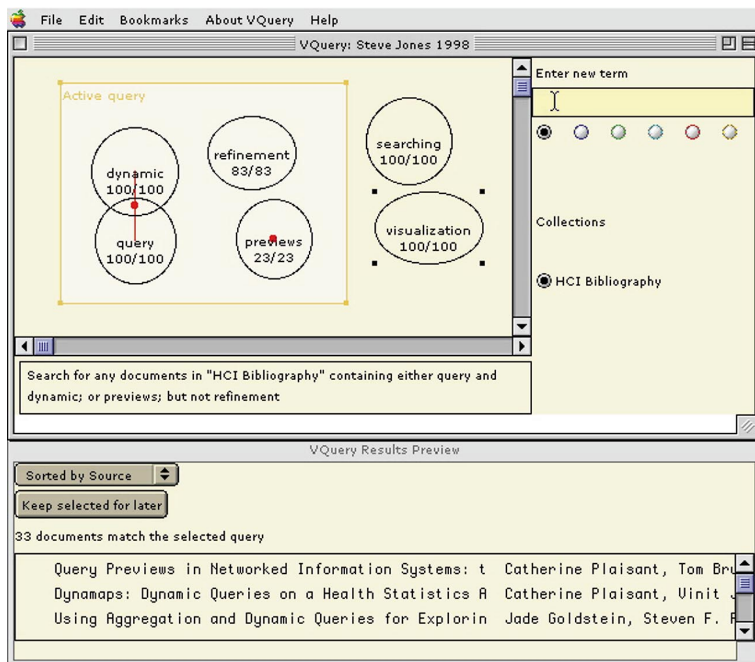 File Edit Bookmarks About VQuery Help
VQuery: Steve Jones 1998
Active query
dynamic
100/100
query
100/100
refinement
83/83
previews
23/23
searching
100/100
visualization
100/100
Enter new term
Collections
HCI Bibliography
Search for any documents in "HCI Bibliography" containing either query and
dynamic; or previews; but not refinement
VQuery Results Preview
Sorted by Source
Keep selected for later
33 documents match the selected query
Query Previews in Networked Information Systems: t Catherine Plaisant, Tom Bru
Dynamaps: Dynamic Queries on a Health Statistics A Catherine Plaisant, Vinit
Using Aggregation and Dynamic Queries for Explorin Jade Goldstein, Steven F.